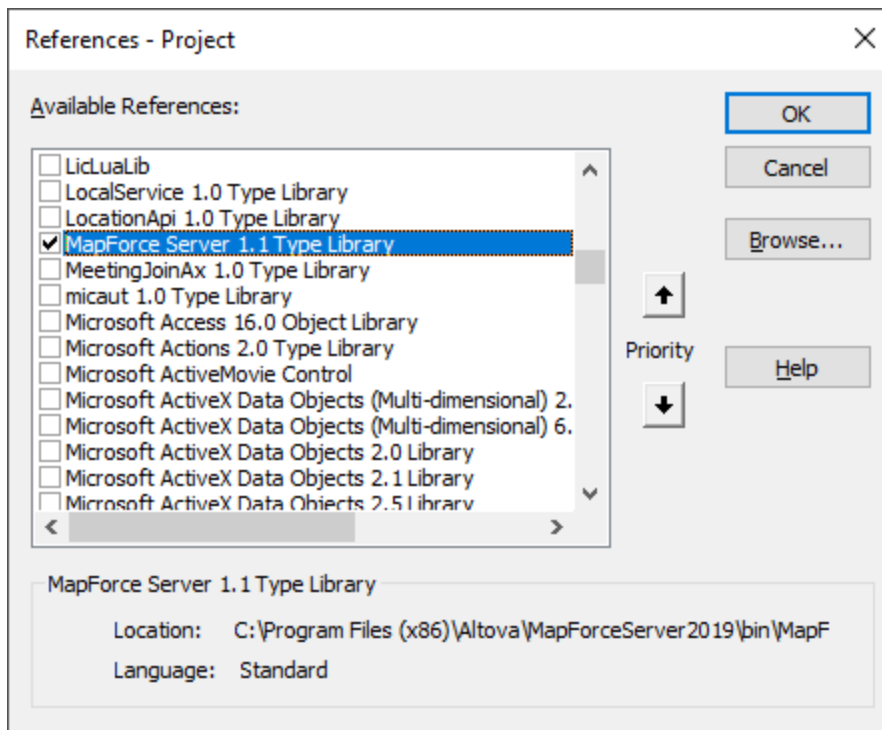 References - Project
Available References:
LicLuaLib
LocalService 1.0 Type Library
LocationApi 1.0 Type Library
MapForce Server 1.1 Type Library
MeetingJoinAx 1.0 Type Library
micaut 1.0 Type Library
Microsoft Access 16.0 Object Library
Microsoft Actions 2.0 Type Library
Microsoft ActiveMovie Control
Microsoft ActiveX Data Objects (Multi-dimensional) 2.
Microsoft ActiveX Data Objects (Multi-dimensional) 6.
Microsoft ActiveX Data Objects 2.0 Library
Microsoft ActiveX Data Objects 2.1 Library
Microsoft ActiveX Data Objects 2.5 Library
Priority
OK
Cancel
Browse...
Help
MapForce Server 1.1 Type Library
Location: C:\Program Files (x86)\Altova\MapForceServer2019\bin\MapF
Language: Standard